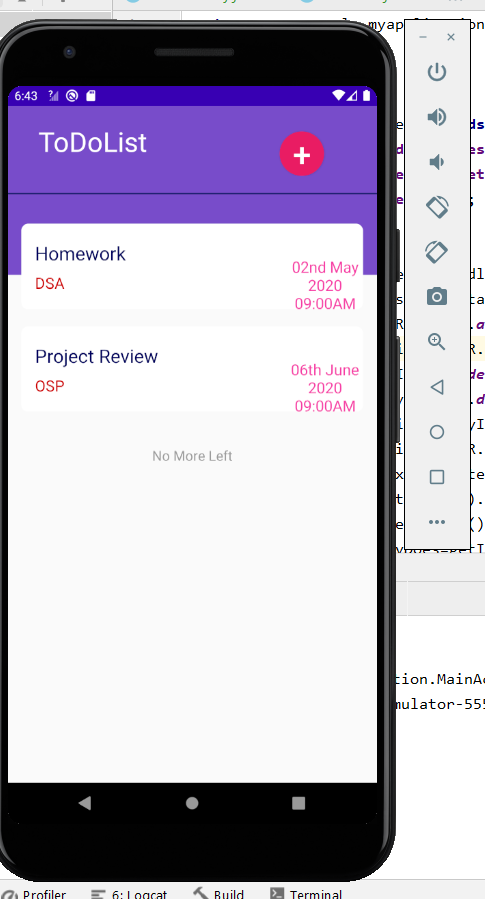 6:43
ToDoList
+
Homework
DSA
02nd May
2020
09:00AM
Project Review
OSP
06th June
2020
09:00AM
No More Left
tion.MainAc
mulator-555
Profiler
6: Logcat
Build
Terminal